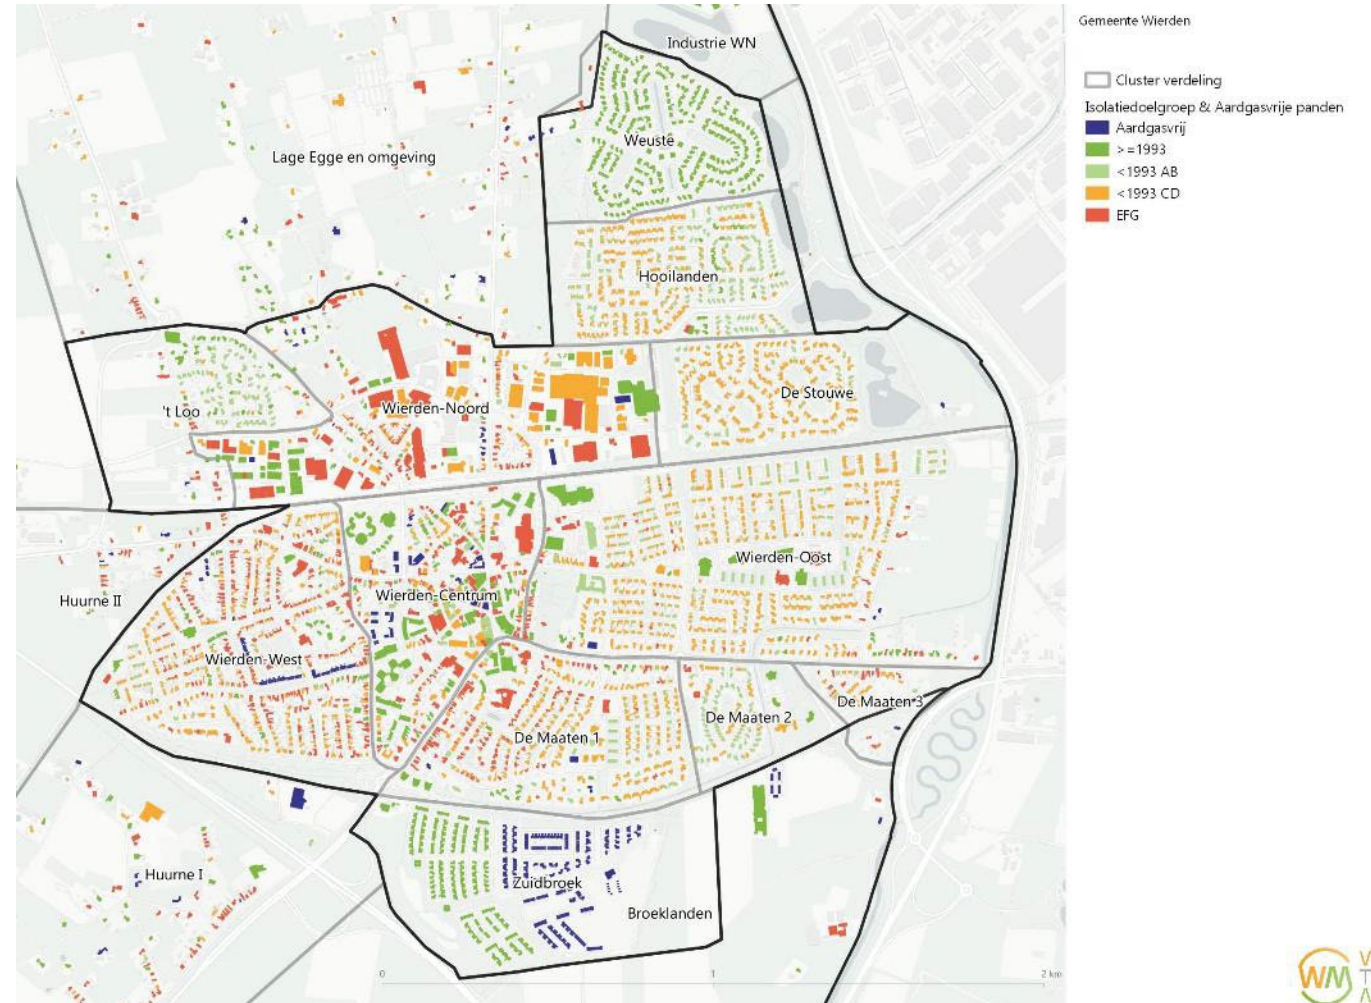 Gemeente Wierden
Cluster verdeling
Isolatiedoelgroep & Aardgasvrije panden
Aardgasvrij
>=1993
<1993 AB
<1993 CD
EFG
Industrie WN
Weuste
Lage Egge en omgeving
Hooilanden
De Stouwe
't Loo
Wierden-Noord
Wierden-Oost
Huurne II
Wierden-Centrum
Wierden-West
De Maaten 3
De Maaten 2
De Maaten 1
Huurne I
Zuidbroek
Broeklanden
0 1 2 km
WM
V
T
A